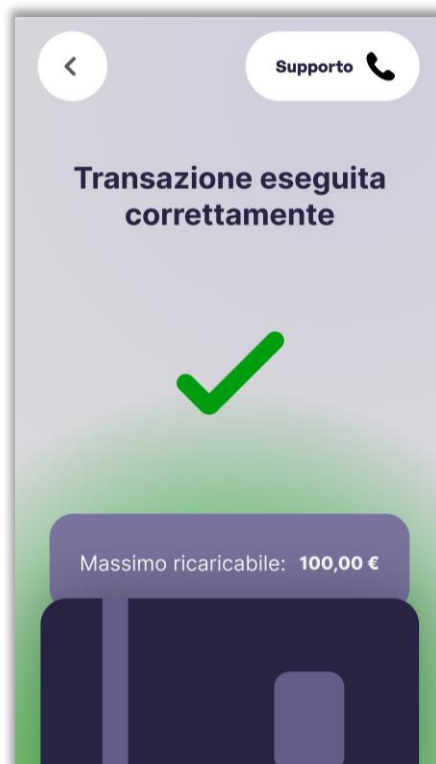 Supporto
Transazione eseguita
correttamente
Massimo ricaricabile: 100,00 €